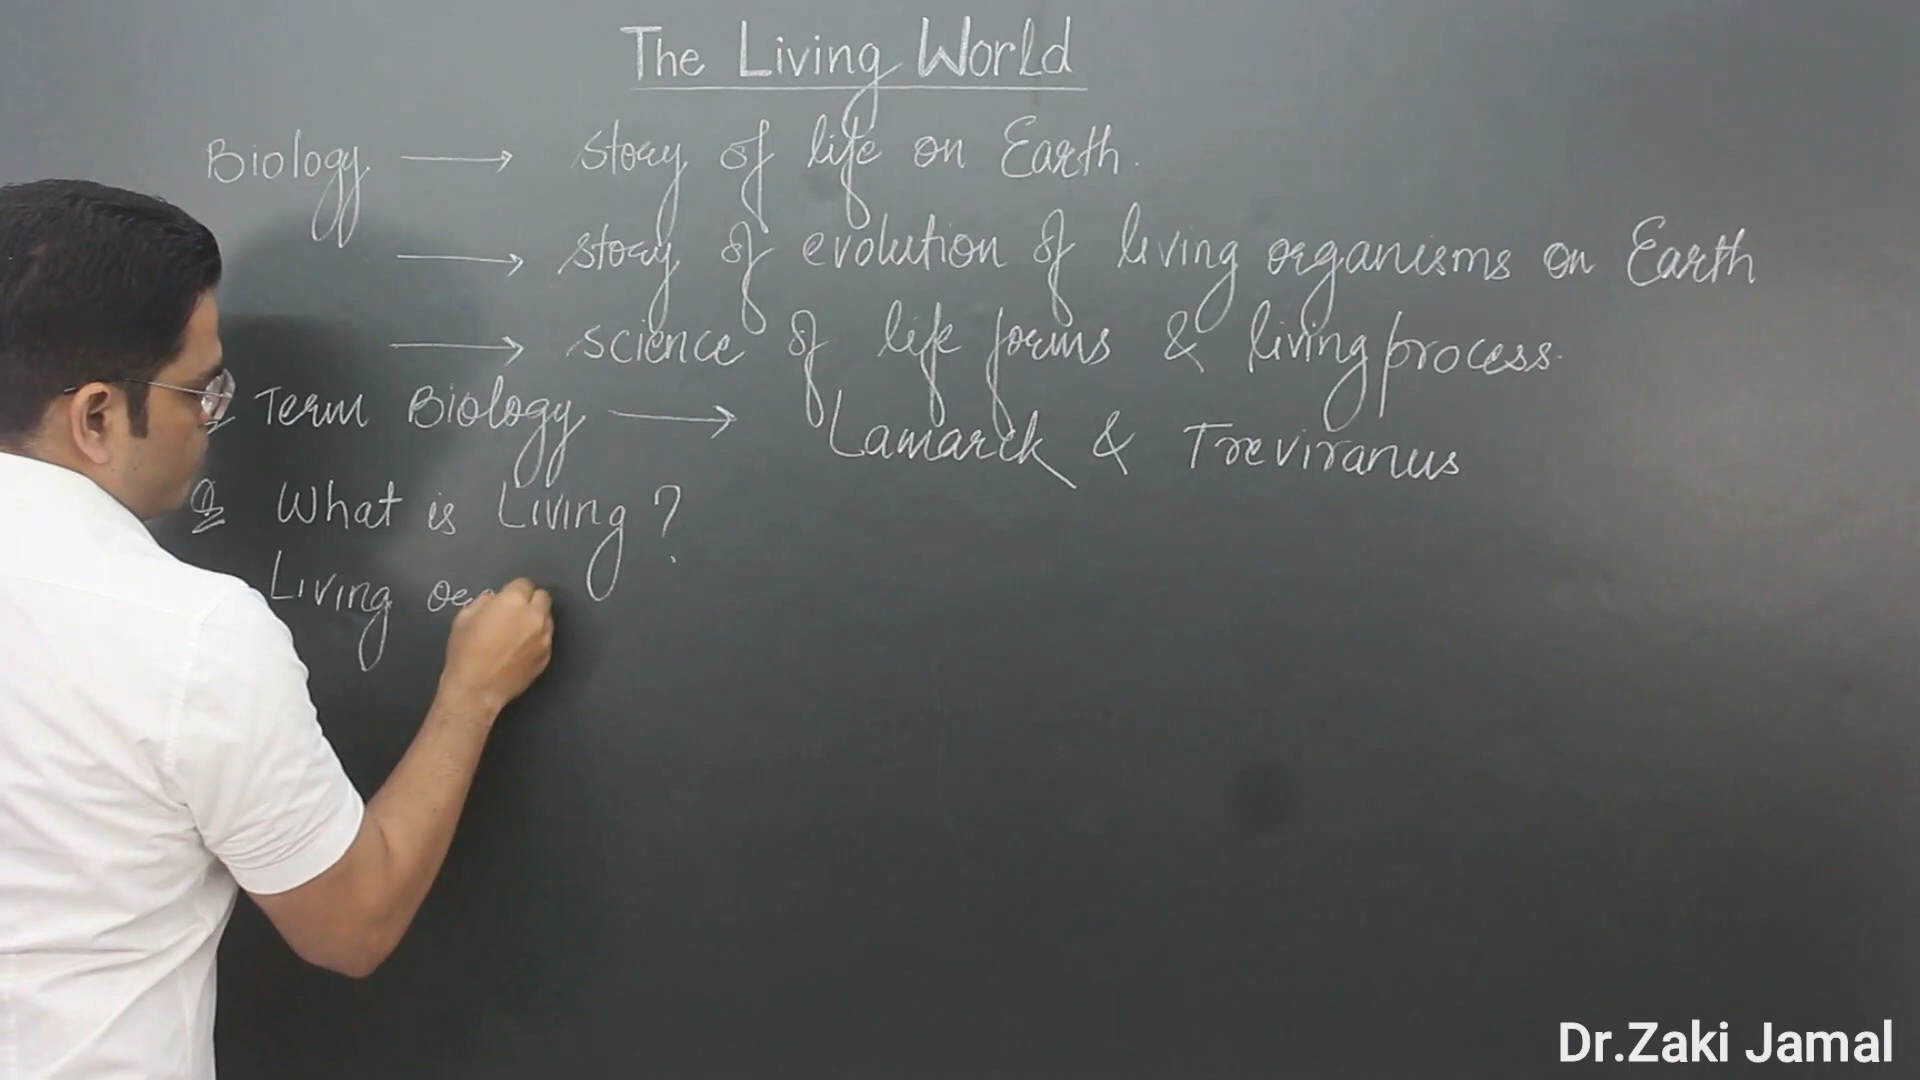 The Living World
Biology → story of life on Earth.
→ story of evolution of living organisms on Earth
→ science of life forms & living process.
Term Biology → Lamarck & Treviranus
Q What is Living?
Living
Dr.Zaki Jamal